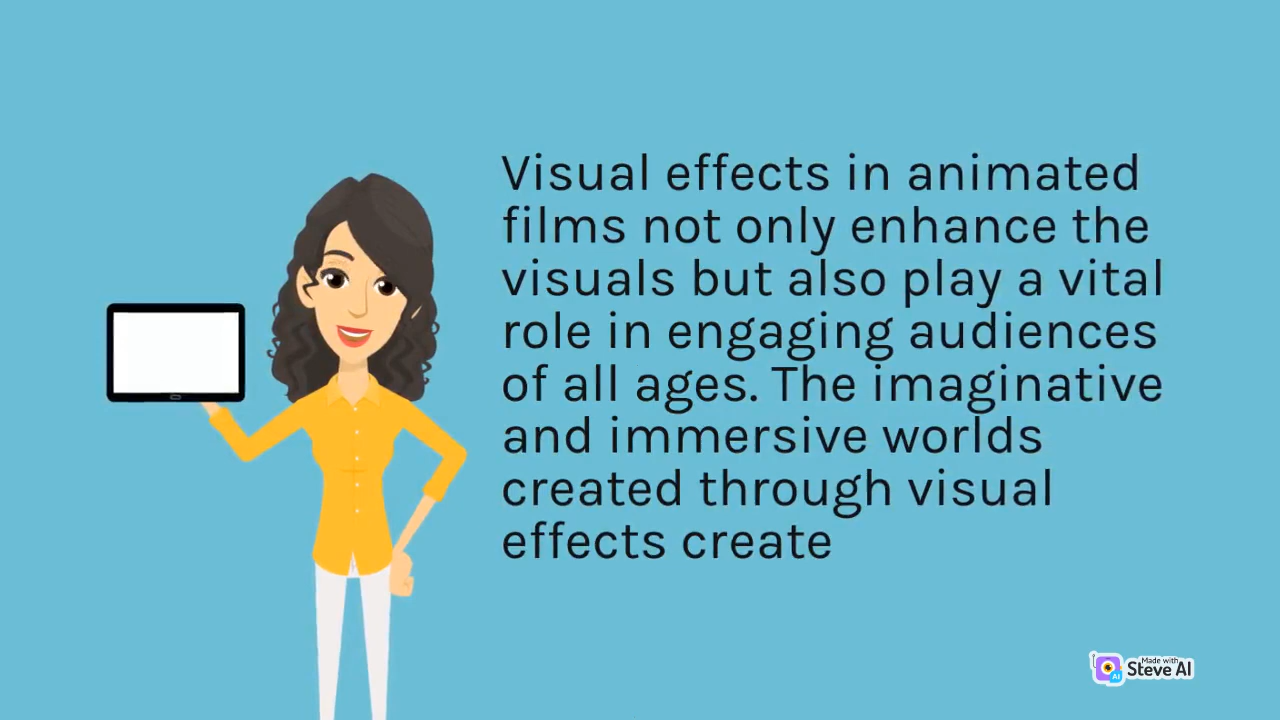 Visual effects in animated
films not only enhance the
visuals but also play a vital
role in engaging audiences
of all ages. The imaginative
and immersive worlds
created through visual
effects create
Made with
Steve AI
AI